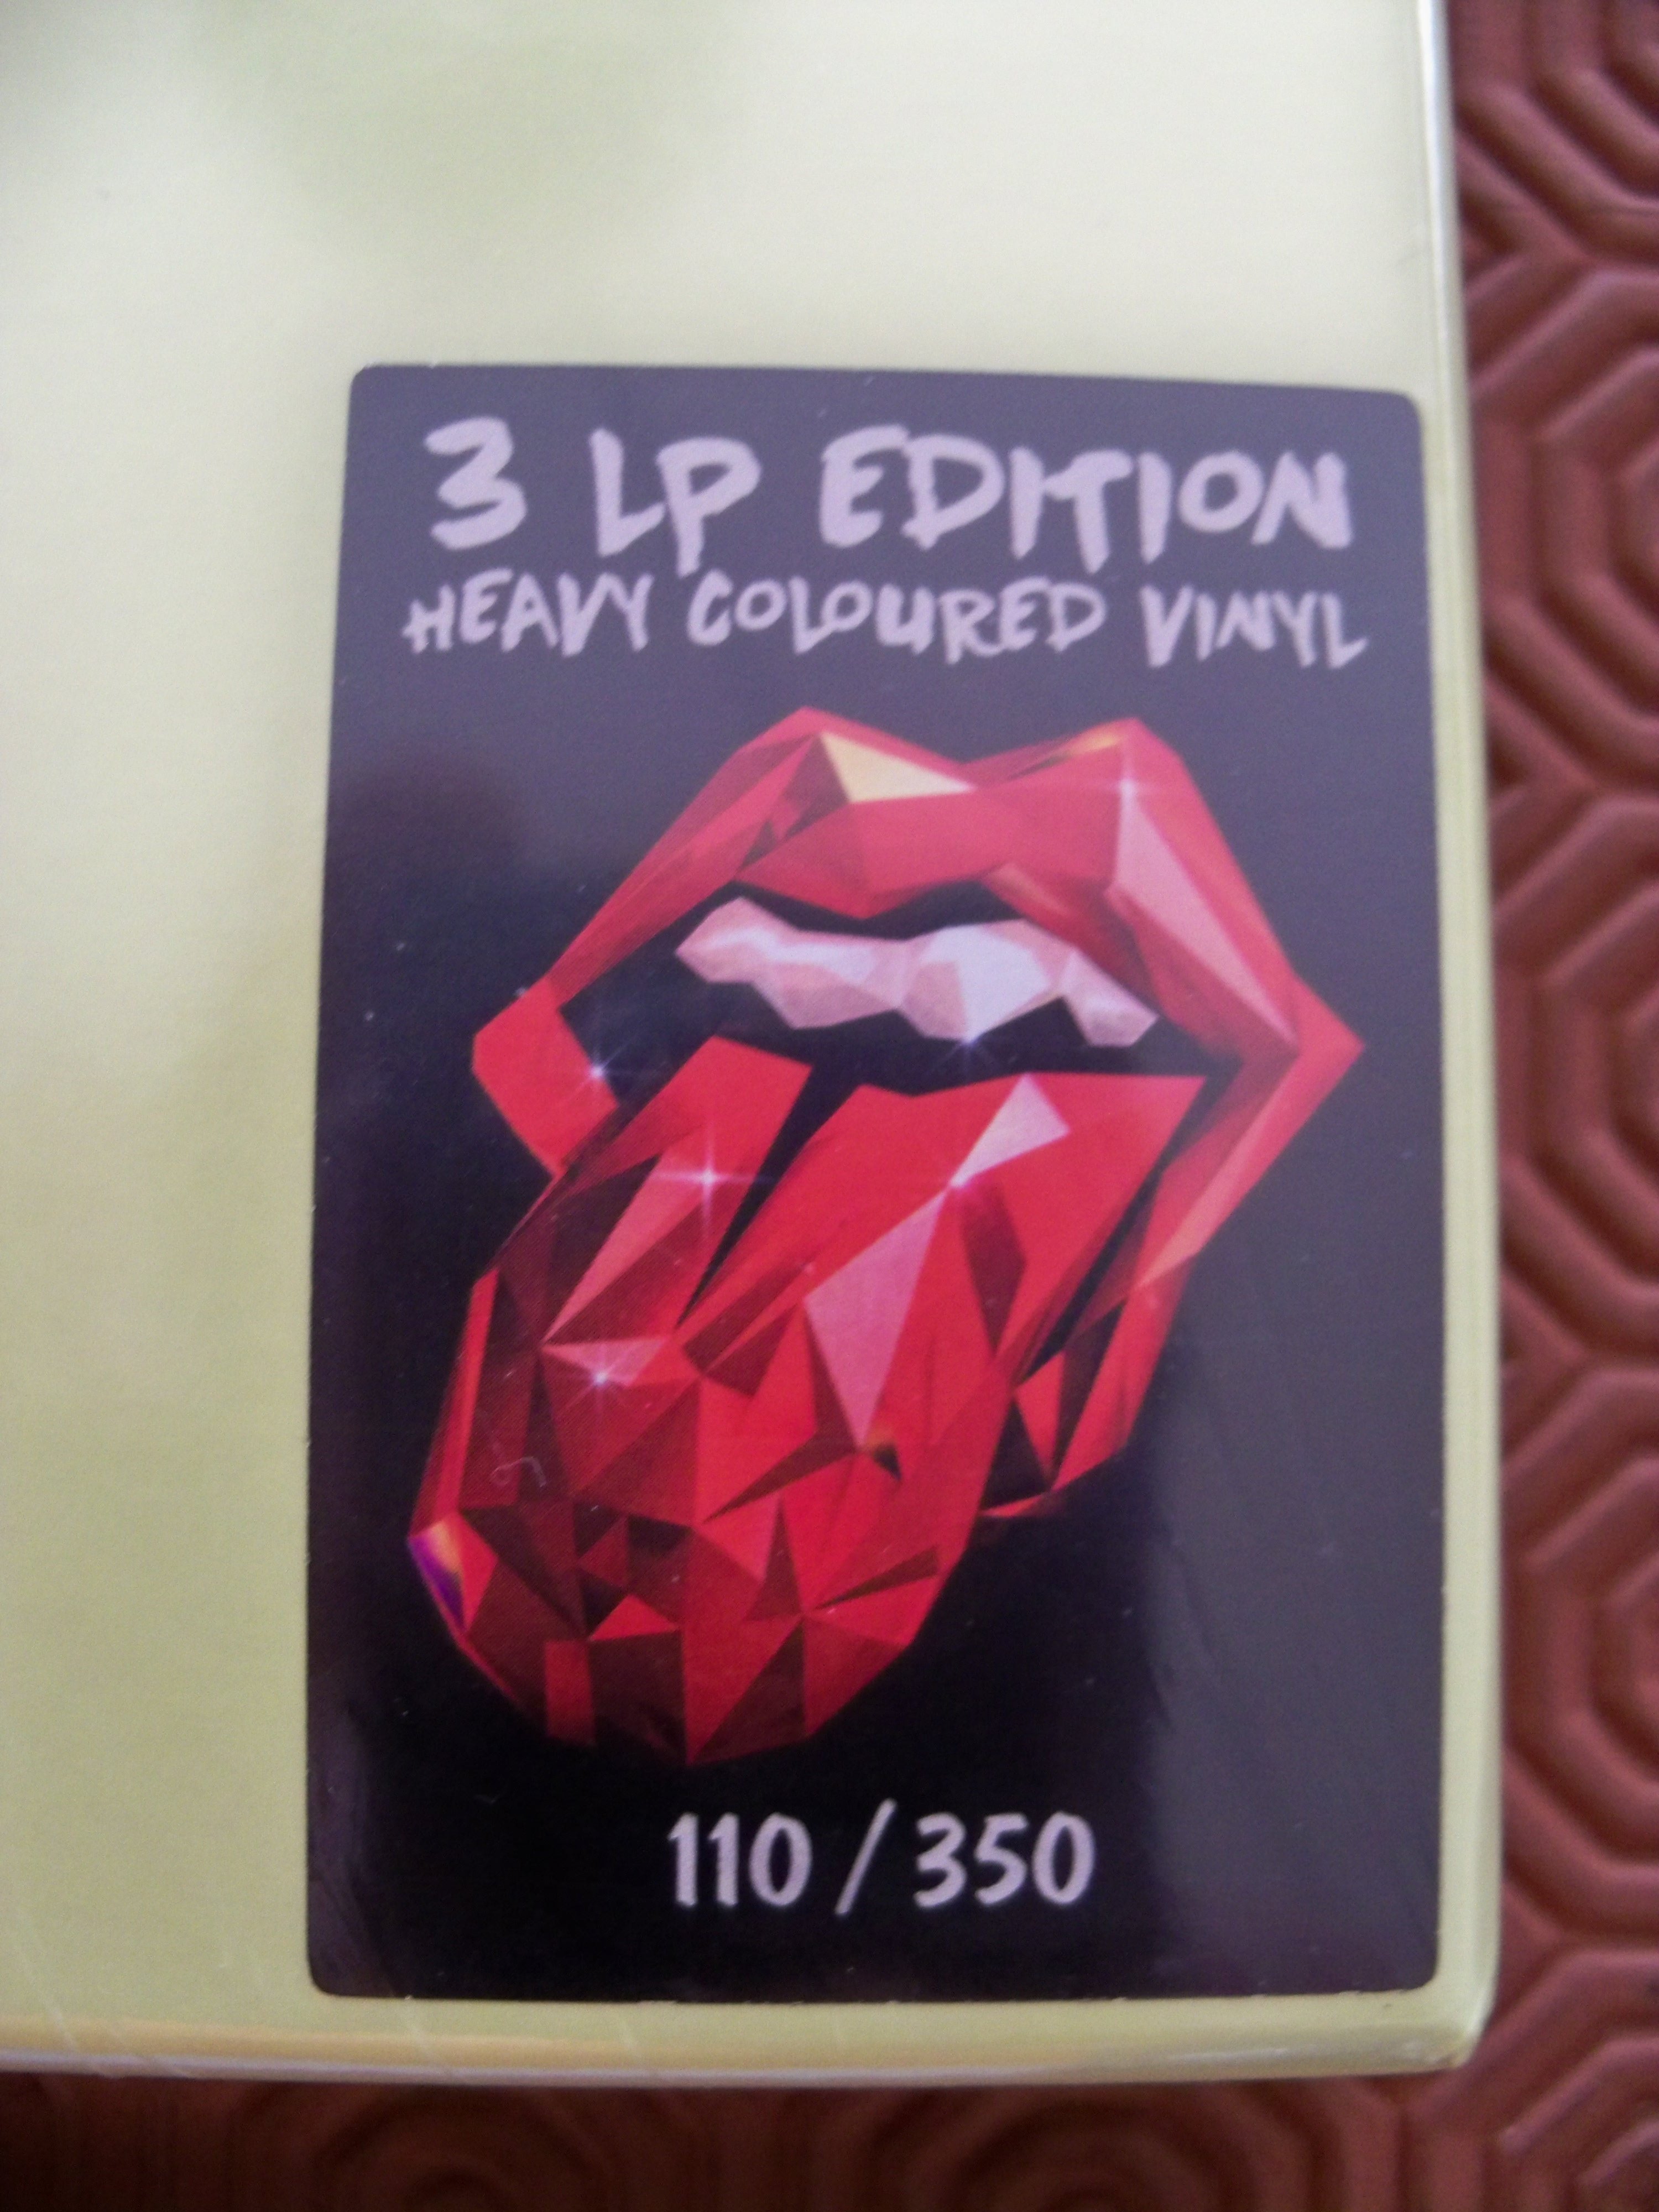 3 LP EDITION
HEAVY COLOURED VINYL
110 / 350